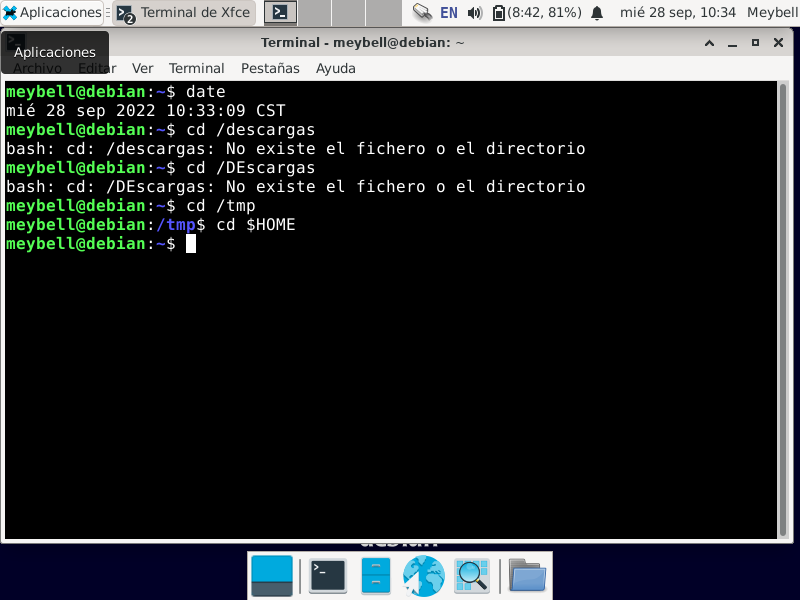 Aplicaciones
2 Terminal de Xfce
EN (8:42, 81%) mié 28 sep, 10:34 Meybell
Terminal - meybell@debian: ~
Aplicaciones
Archivo Editar Ver Terminal Pestañas Ayuda
meybell@debian:~$ date
mié 28 sep 2022 10:33:09 CST
meybell@debian:~$ cd /descargas
bash: cd: /descargas: No existe el fichero o el directorio
meybell@debian:~$ cd /DEscargas
bash: cd: /DEscargas: No existe el fichero o el directorio
meybell@debian:~$ cd /tmp
meybell@debian:/tmp$ cd $HOME
meybell@debian:~$
debian